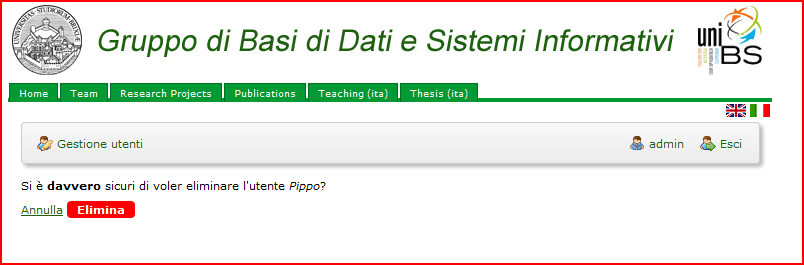 Gruppo di Basi di Dati e Sistemi Informativi
uni
BS
Home Team Research Projects Publications Teaching (ita) Thesis (ita)
Gestione utenti admin Esci
Si è davvero sicuri di voler eliminare l'utente Pippo?
Annulla Elimina